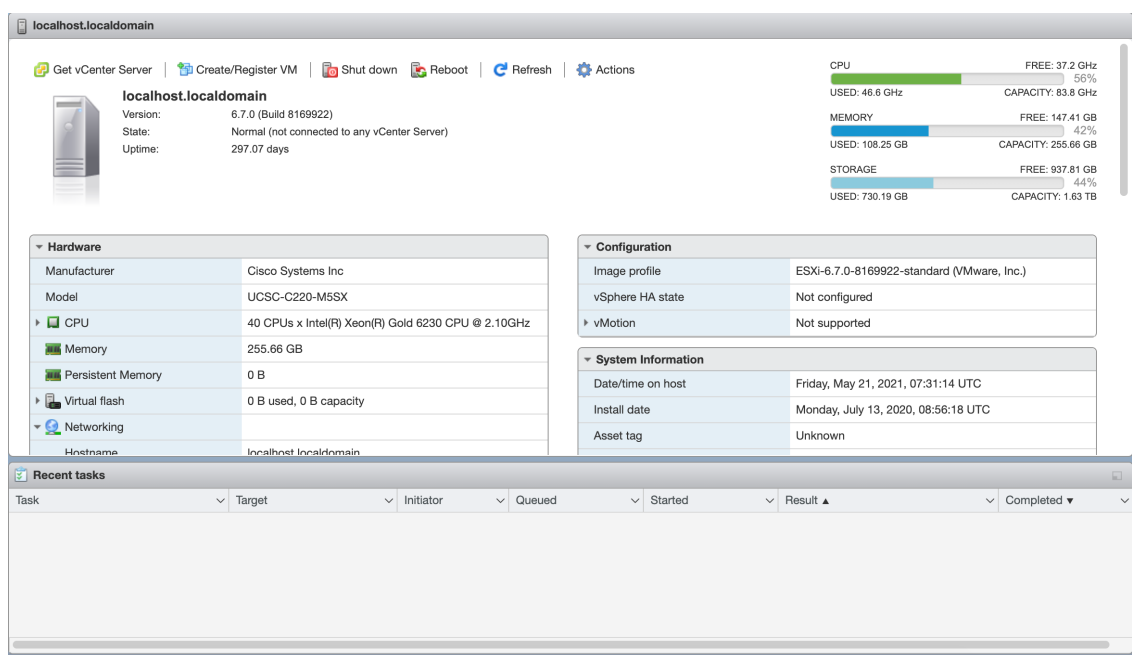 localhost.localdomain
Get vCenter Server Create/Register VM Shut down Reboot Refresh Actions
localhost.localdomain
Version: 6.7.0 (Build 8169922)
State: Normal (not connected to any vCenter Server)
Uptime: 297.07 days
CPU FREE: 37.2 GHz
56%
USED: 46.6 GHz CAPACITY: 83.8 GHz
MEMORY FREE: 147.41 GB
42%
USED: 108.25 GB CAPACITY: 255.66 GB
STORAGE FREE: 937.81 GB
44%
USED: 730.19 GB CAPACITY: 1.63 TB
Hardware
Manufacturer Cisco Systems Inc
Model UCSC-C220-M5SX
CPU 40 CPUs x Intel(R) Xeon(R) Gold 6230 CPU @ 2.10GHz
Memory 255.66 GB
Persistent Memory 0 B
Virtual flash 0 B used, 0 B capacity
Networking
Hostname localhost.localdomain
Configuration
Image profile ESXi-6.7.0-8169922-standard (VMware, Inc.)
vSphere HA state Not configured
vMotion Not supported
System Information
Date/time on host Friday, May 21, 2021, 07:31:14 UTC
Install date Monday, July 13, 2020, 08:56:18 UTC
Asset tag Unknown
Recent tasks
Task Target Initiator Queued Started Result ▲ Completed ▼